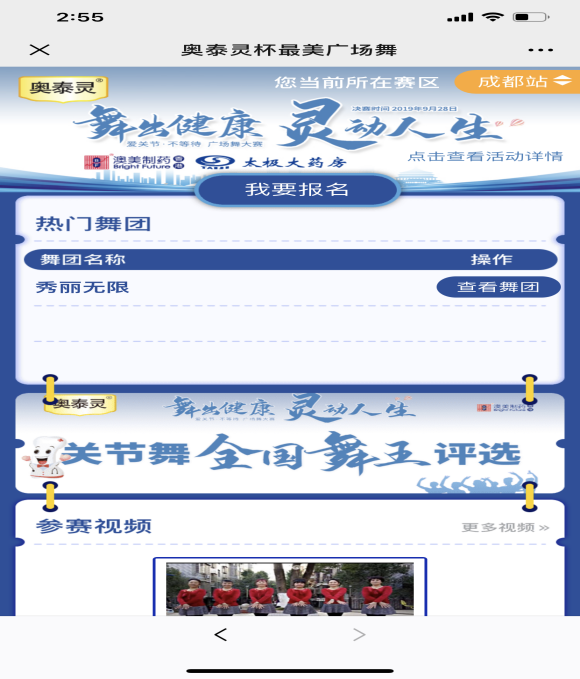 2:55
奥泰灵杯最美广场舞
奥泰灵®
您当前所在赛区
成都站
决赛时间 2019年9月28日
舞出健康 灵动人生
爱关节·不等待 广场舞大赛
澳美制药
Bright Future
太极大药房
点击查看活动详情
我要报名
热门舞团
舞团名称
操作
秀丽无限
查看舞团
奥泰灵
舞出健康 灵动人生
澳美制药
关节舞 全国舞王评选
参赛视频
更多视频»